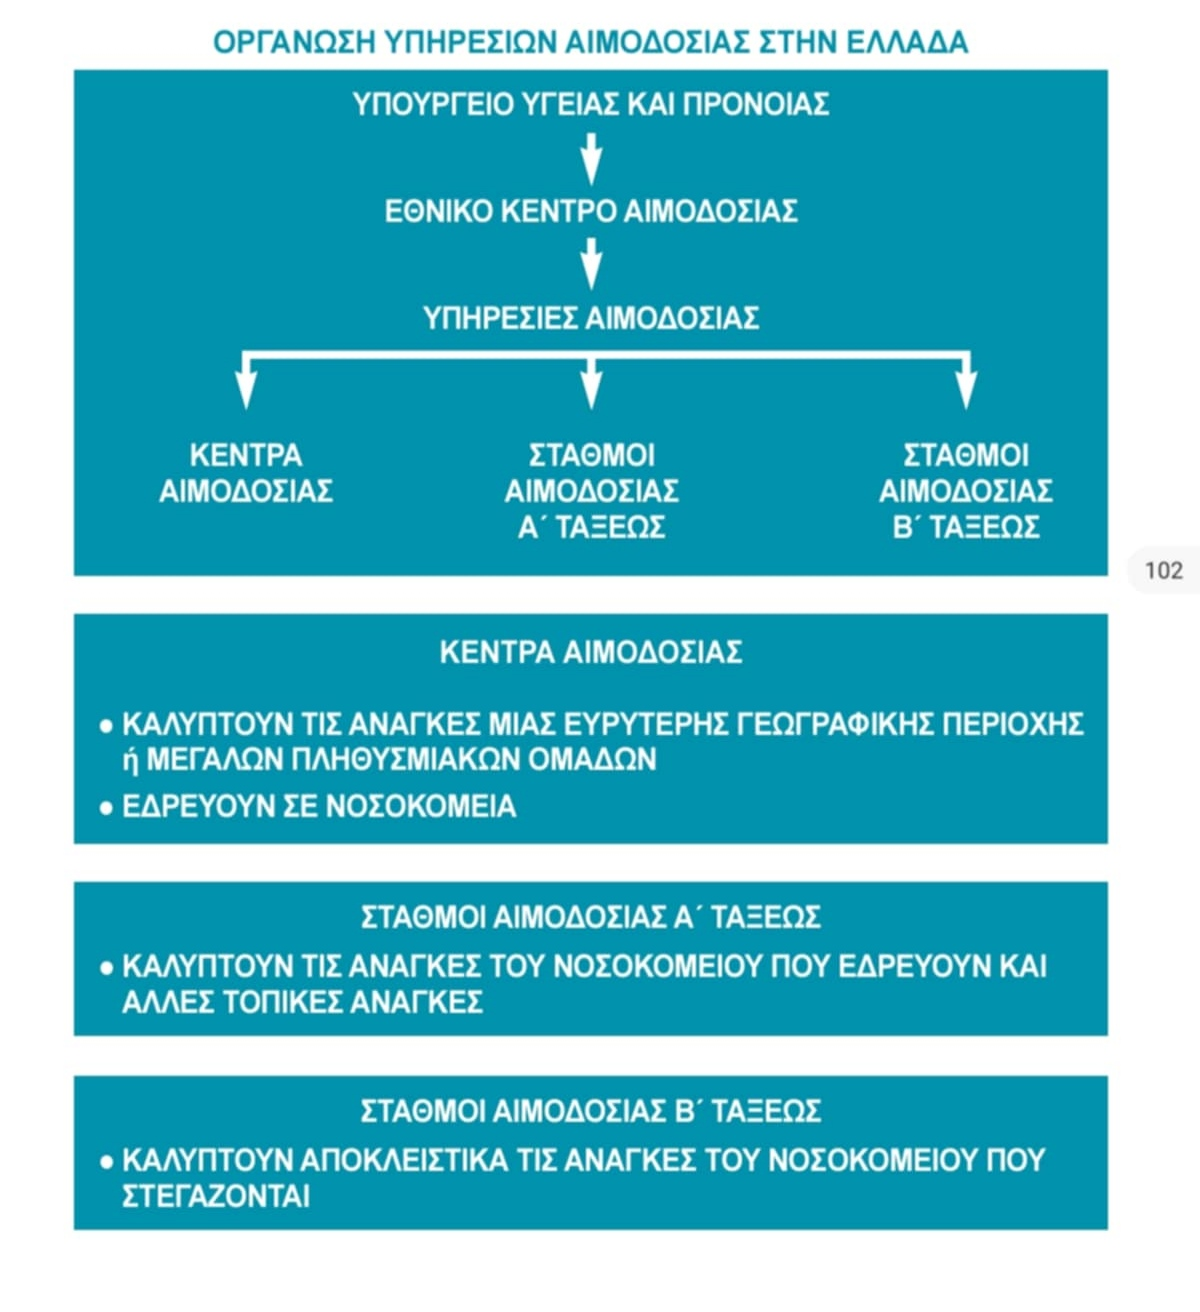 ΟΡΓΑΝΩΣΗ ΥΠΗΡΕΣΙΩΝ ΑΙΜΟΔΟΣΙΑΣ ΣΤΗΝ ΕΛΛΑΔΑ
ΥΠΟΥΡΓΕΙΟ ΥΓΕΙΑΣ ΚΑΙ ΠΡΟΝΟΙΑΣ
ΕΘΝΙΚΟ ΚΕΝΤΡΟ ΑΙΜΟΔΟΣΙΑΣ
ΥΠΗΡΕΣΙΕΣ ΑΙΜΟΔΟΣΙΑΣ
ΚΕΝΤΡΑ
ΑΙΜΟΔΟΣΙΑΣ
ΣΤΑΘΜΟΙ
ΑΙΜΟΔΟΣΙΑΣ
Α΄ ΤΑΞΕΩΣ
ΣΤΑΘΜΟΙ
ΑΙΜΟΔΟΣΙΑΣ
Β΄ ΤΑΞΕΩΣ
102
ΚΕΝΤΡΑ ΑΙΜΟΔΟΣΙΑΣ
● ΚΑΛΥΠΤΟΥΝ ΤΙΣ ΑΝΑΓΚΕΣ ΜΙΑΣ ΕΥΡΥΤΕΡΗΣ ΓΕΩΓΡΑΦΙΚΗΣ ΠΕΡΙΟΧΗΣ
ή ΜΕΓΑΛΩΝ ΠΛΗΘΥΣΜΙΑΚΩΝ ΟΜΑΔΩΝ
● ΕΔΡΕΥΟΥΝ ΣΕ ΝΟΣΟΚΟΜΕΙΑ
ΣΤΑΘΜΟΙ ΑΙΜΟΔΟΣΙΑΣ Α΄ ΤΑΞΕΩΣ
● ΚΑΛΥΠΤΟΥΝ ΤΙΣ ΑΝΑΓΚΕΣ ΤΟΥ ΝΟΣΟΚΟΜΕΙΟΥ ΠΟΥ ΕΔΡΕΥΟΥΝ ΚΑΙ
ΑΛΛΕΣ ΤΟΠΙΚΕΣ ΑΝΑΓΚΕΣ
ΣΤΑΘΜΟΙ ΑΙΜΟΔΟΣΙΑΣ Β΄ ΤΑΞΕΩΣ
● ΚΑΛΥΠΤΟΥΝ ΑΠΟΚΛΕΙΣΤΙΚΑ ΤΙΣ ΑΝΑΓΚΕΣ ΤΟΥ ΝΟΣΟΚΟΜΕΙΟΥ ΠΟΥ
ΣΤΕΓΑΖΟΝΤΑΙ